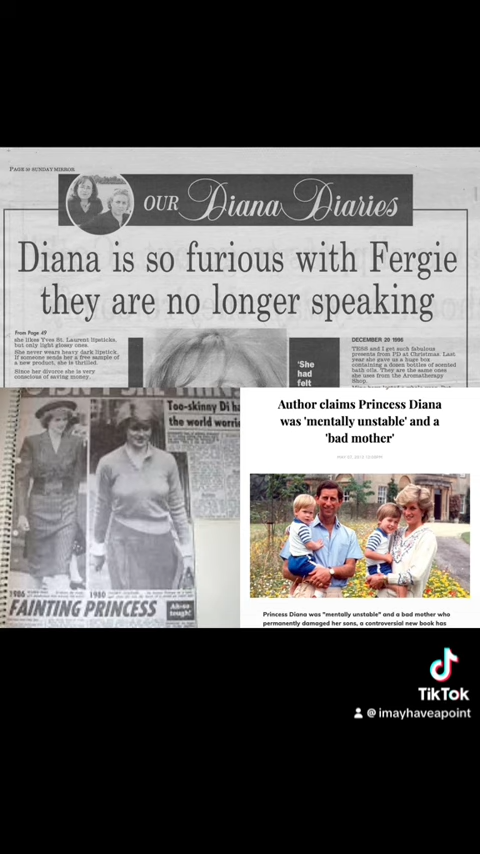 PAGE 50 SUNDAY MIRROR
OUR Diana Diaries
Diana is so furious with Fergie
they are no longer speaking
From Page 49
she likes Yves St. Laurent lipsticks,
but only light glossy ones.
She never wears heavy dark lipstick.
If someone sends her a free sample of
a new product, she is thrilled.
Since her divorce she is very
conscious of saving money.
'She
had
felt
DECEMBER 20 1996
TESS and I get such fabulous
presents from PD at Christmas. Last
year she gave us a huge box
containing a dozen bottles of scented
bath oils. They are the same ones
she uses from the Aromatherapy
Shop.
Too-skinny Di ha
the world worrie
1986
1980
FAINTING PRINCESS
Author claims Princess Diana
was 'mentally unstable' and a
'bad mother'
Princess Diana was "mentally unstable" and a bad mother who
permanently damaged her sons, a controversial new book has
TikTok
@imayhaveapoint